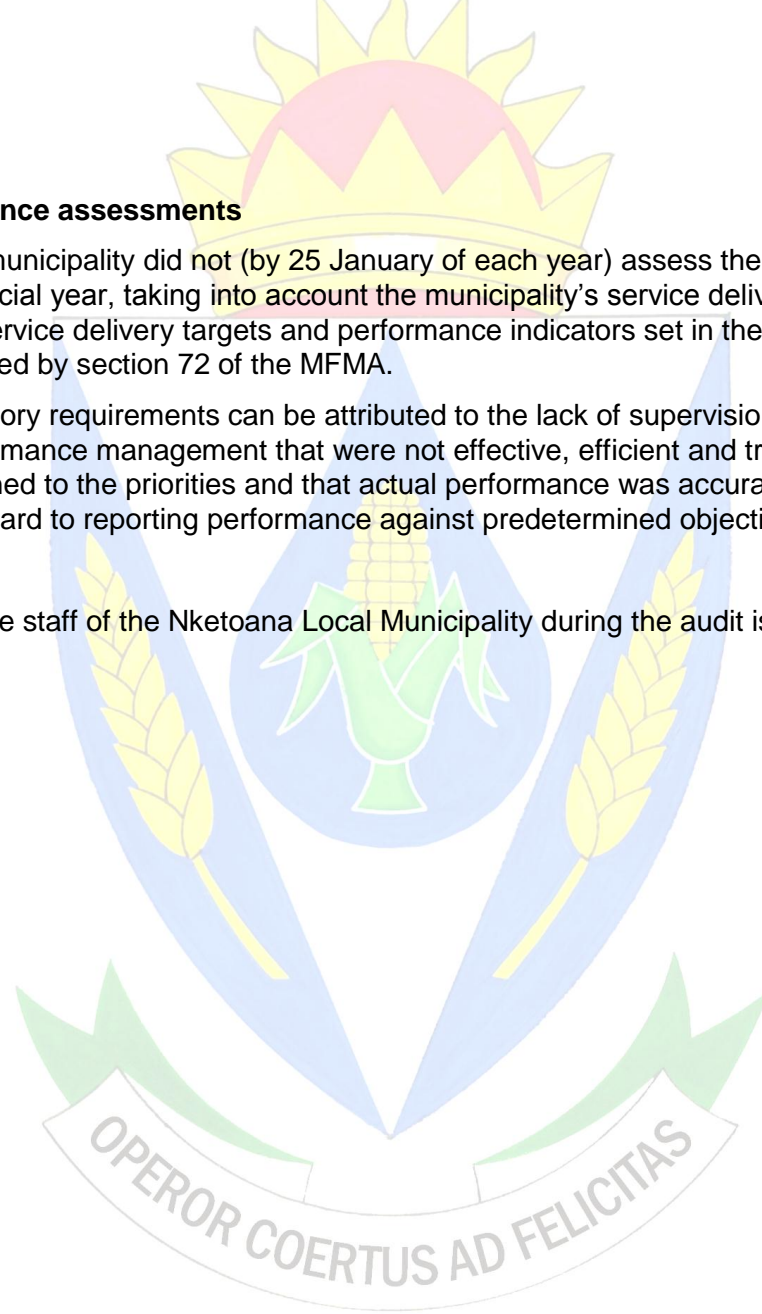 nce assessments
municipality did not (by 25 January of each year) assess the
cial year, taking into account the municipality's service deliv
ervice delivery targets and performance indicators set in the
ed by section 72 of the MFMA.
ory requirements can be attributed to the lack of supervisio
mance management that were not effective, efficient and tr
ned to the priorities and that actual performance was accura
ard to reporting performance against predetermined objecti
e staff of the Nketoana Local Municipality during the audit is
OPEROR COERTUS AD FELICITAS